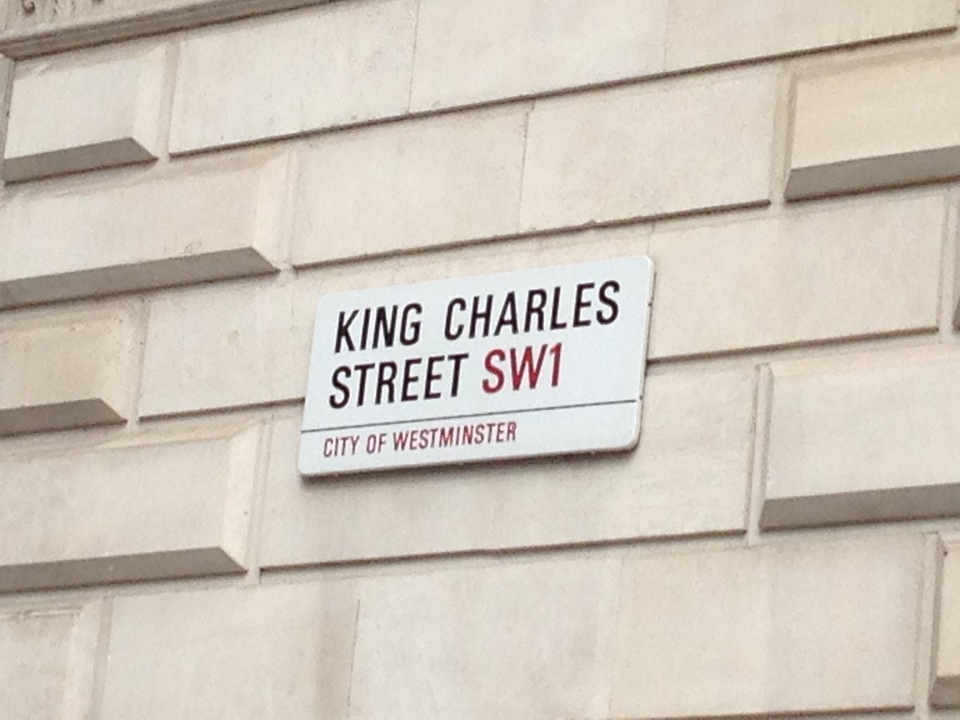 KING CHARLES
STREET SW1
CITY OF WESTMINSTER